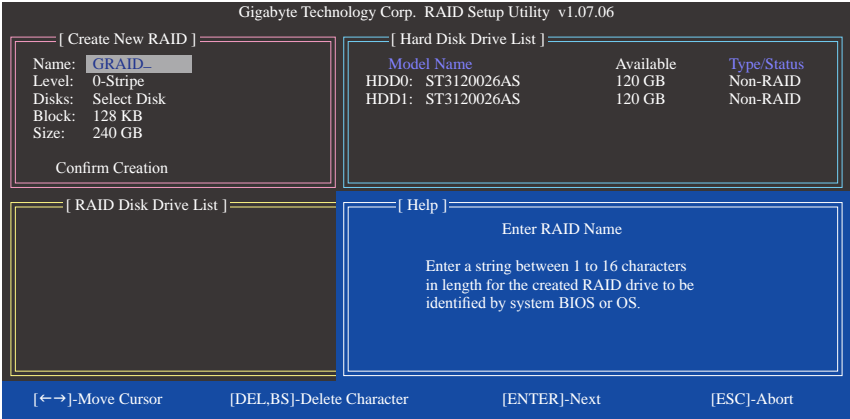 Gigabyte Technology Corp. RAID Setup Utility v1.07.06
[ Create New RAID ]
Name: GRAID_
Level: 0-Stripe
Disks: Select Disk
Block: 128 KB
Size: 240 GB
Confirm Creation
[ Hard Disk Drive List ]
Model Name Available Type/Status
HDD0: ST3120026AS 120 GB Non-RAID
HDD1: ST3120026AS 120 GB Non-RAID
[ RAID Disk Drive List ]
[ Help ]
Enter RAID Name
Enter a string between 1 to 16 characters
in length for the created RAID drive to be
identified by system BIOS or OS.
[←→]-Move Cursor [DEL,BS]-Delete Character [ENTER]-Next [ESC]-Abort